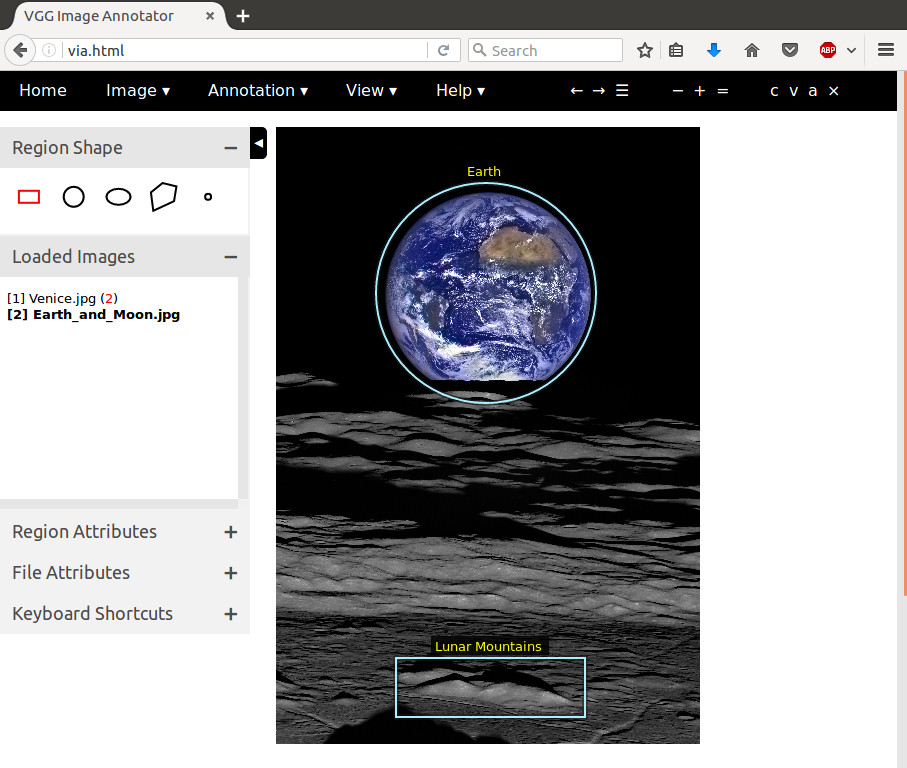 VGG Image Annotator × +
via.html
Search
ABP
Home Image ▾ Annotation ▾ View ▾ Help ▾ ← → ☰ − + = c v a ×
Region Shape −
Loaded Images −
[1] Venice.jpg (2)
[2] Earth_and_Moon.jpg
Region Attributes +
File Attributes +
Keyboard Shortcuts +
Earth
Lunar Mountains